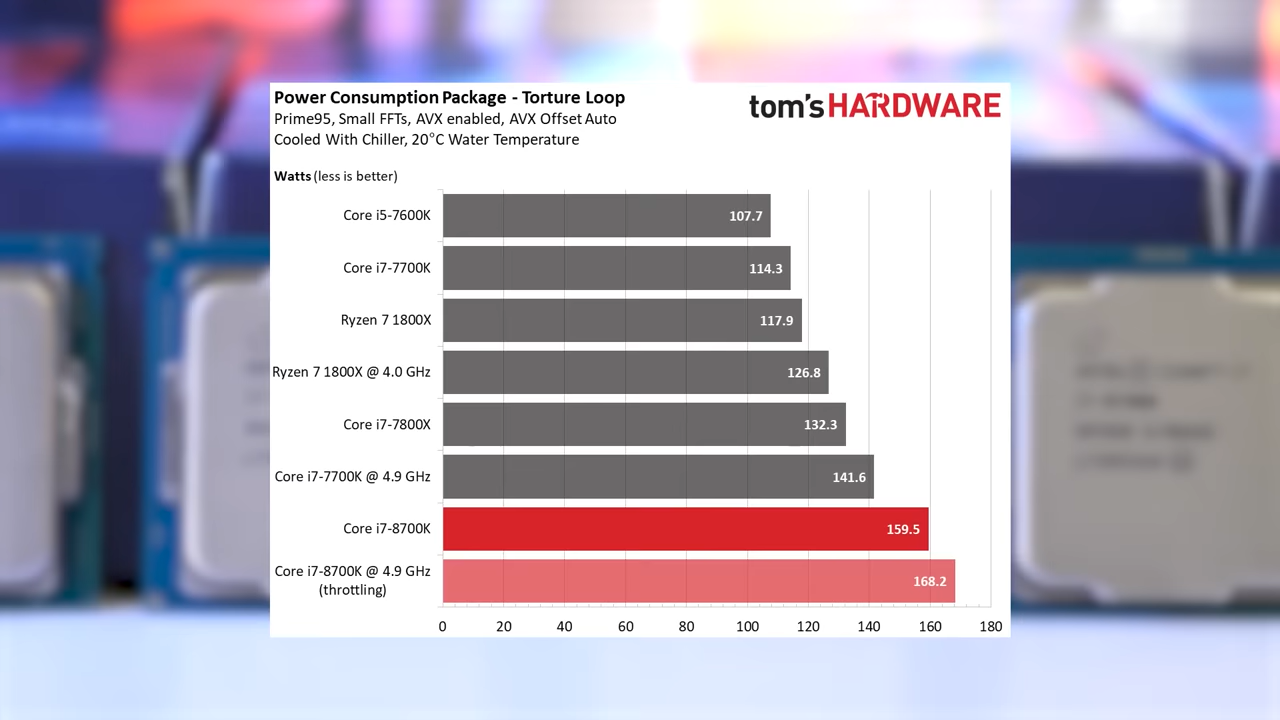 Power Consumption Package - Torture Loop
tom's HARDWARE
Prime95, Small FFTs, AVX enabled, AVX Offset Auto
Cooled With Chiller, 20°C Water Temperature
Watts (less is better)
Core i5-7600K 107.7
Core i7-7700K 114.3
Ryzen 7 1800X 117.9
Ryzen 7 1800X @ 4.0 GHz 126.8
Core i7-7800X 132.3
Core i7-7700K @ 4.9 GHz 141.6
Core i7-8700K 159.5
Core i7-8700K @ 4.9 GHz
(throttling) 168.2
0 20 40 60 80 100 120 140 160 180